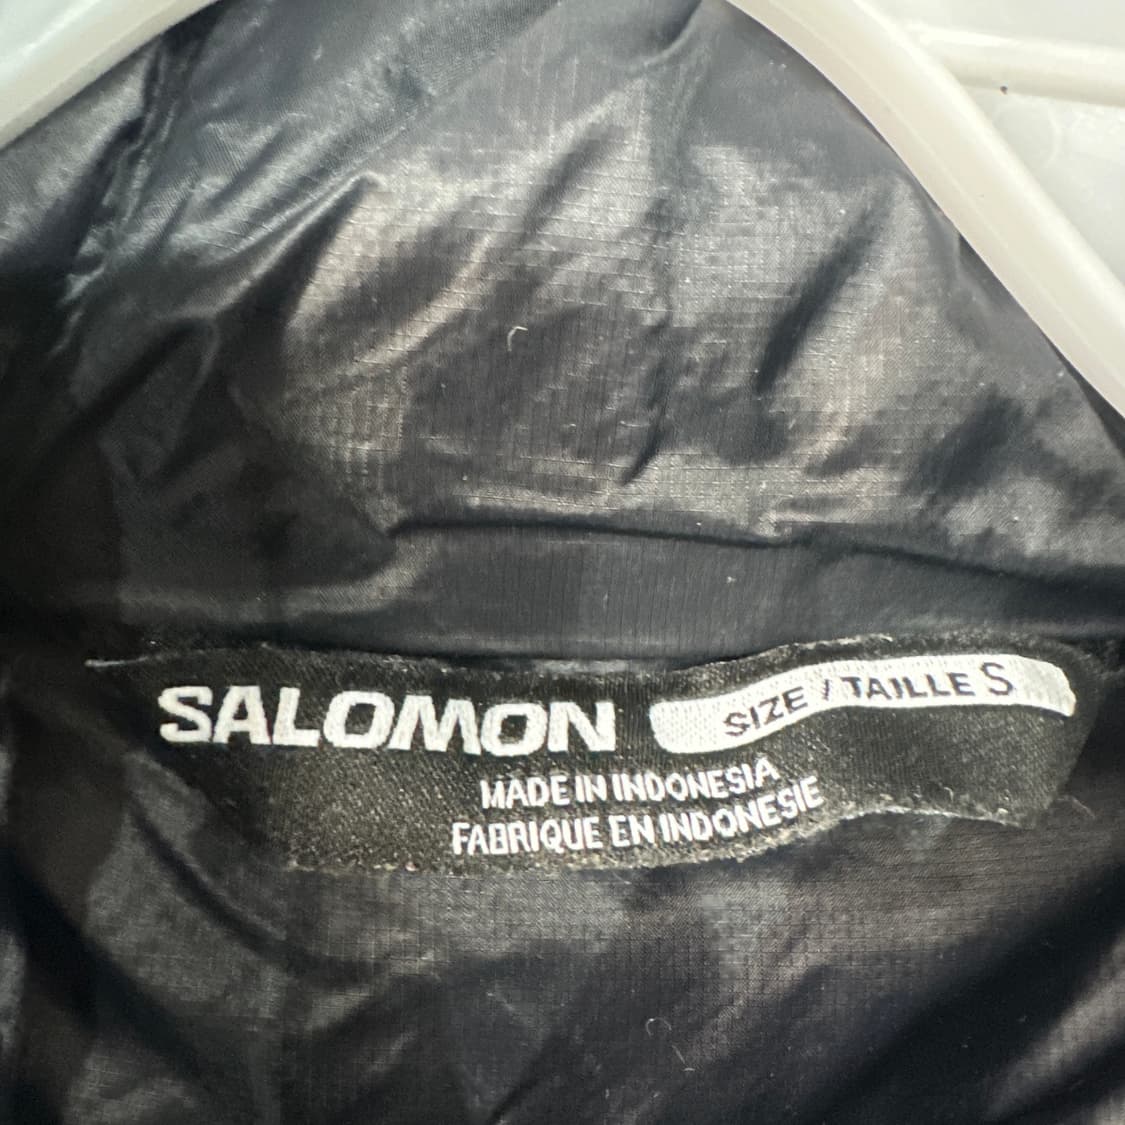 SALOMON SIZE / TAILLE S
MADE IN INDONESIA
FABRIQUE EN INDONESIE